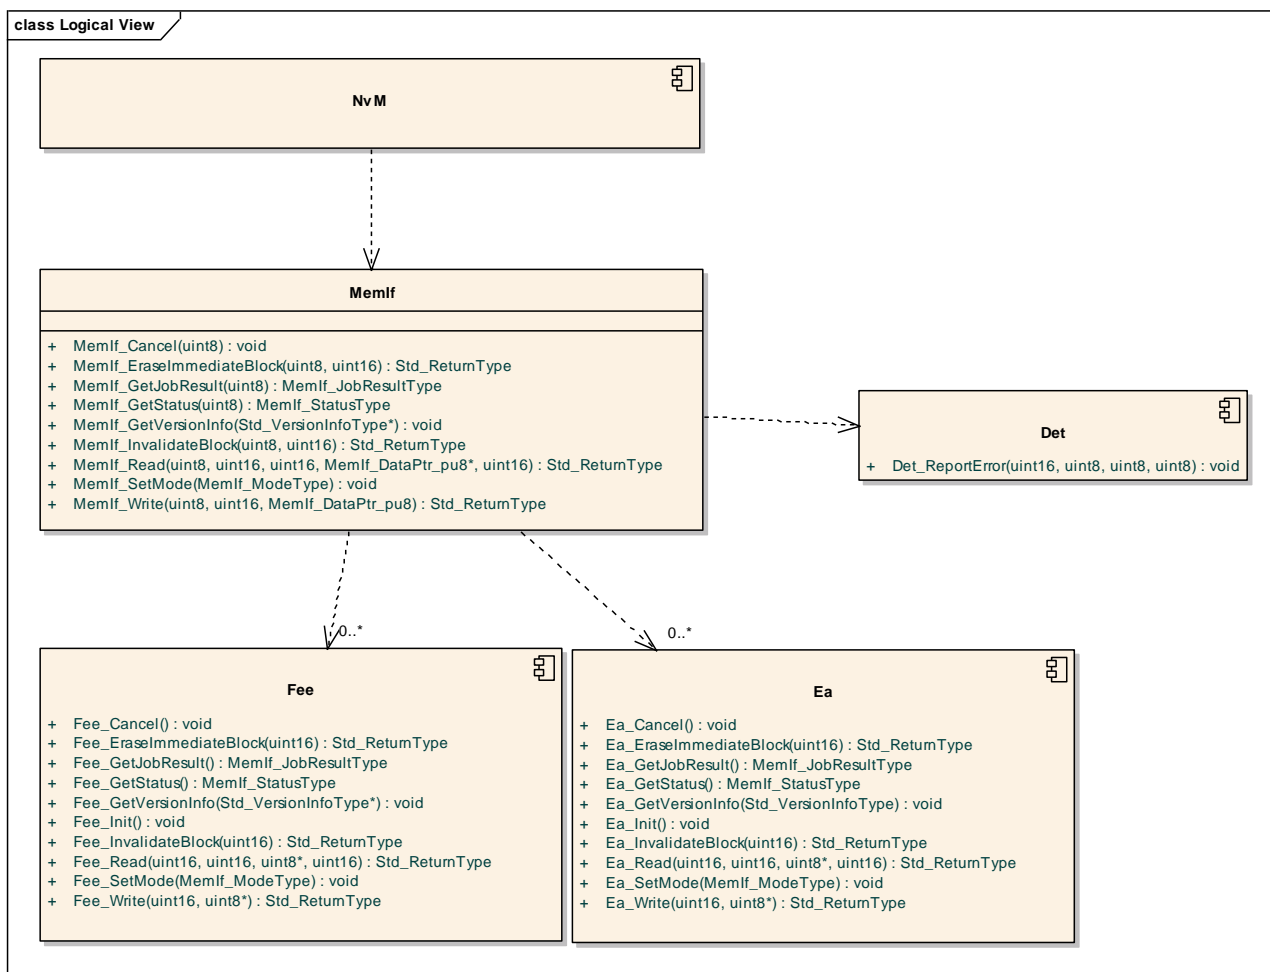 class Logical View
NvM
MemIf
+ MemIf_Cancel(uint8) : void
+ MemIf_EraseImmediateBlock(uint8, uint16) : Std_ReturnType
+ MemIf_GetJobResult(uint8) : MemIf_JobResultType
+ MemIf_GetStatus(uint8) : MemIf_StatusType
+ MemIf_GetVersionInfo(Std_VersionInfoType*) : void
+ MemIf_InvalidateBlock(uint8, uint16) : Std_ReturnType
+ MemIf_Read(uint8, uint16, uint16, MemIf_DataPtr_pu8*, uint16) : Std_ReturnType
+ MemIf_SetMode(MemIf_ModeType) : void
+ MemIf_Write(uint8, uint16, MemIf_DataPtr_pu8) : Std_ReturnType
Det
+ Det_ReportError(uint16, uint8, uint8, uint8) : void
0..*
0..*
Fee
+ Fee_Cancel() : void
+ Fee_EraseImmediateBlock(uint16) : Std_ReturnType
+ Fee_GetJobResult() : MemIf_JobResultType
+ Fee_GetStatus() : MemIf_StatusType
+ Fee_GetVersionInfo(Std_VersionInfoType*) : void
+ Fee_Init() : void
+ Fee_InvalidateBlock(uint16) : Std_ReturnType
+ Fee_Read(uint16, uint16, uint8*, uint16) : Std_ReturnType
+ Fee_SetMode(MemIf_ModeType) : void
+ Fee_Write(uint16, uint8*) : Std_ReturnType
Ea
+ Ea_Cancel() : void
+ Ea_EraseImmediateBlock(uint16) : Std_ReturnType
+ Ea_GetJobResult() : MemIf_JobResultType
+ Ea_GetStatus() : MemIf_StatusType
+ Ea_GetVersionInfo(Std_VersionInfoType) : void
+ Ea_Init() : void
+ Ea_InvalidateBlock(uint16) : Std_ReturnType
+ Ea_Read(uint16, uint16, uint8*, uint16) : Std_ReturnType
+ Ea_SetMode(MemIf_ModeType) : void
+ Ea_Write(uint16, uint8*) : Std_ReturnType